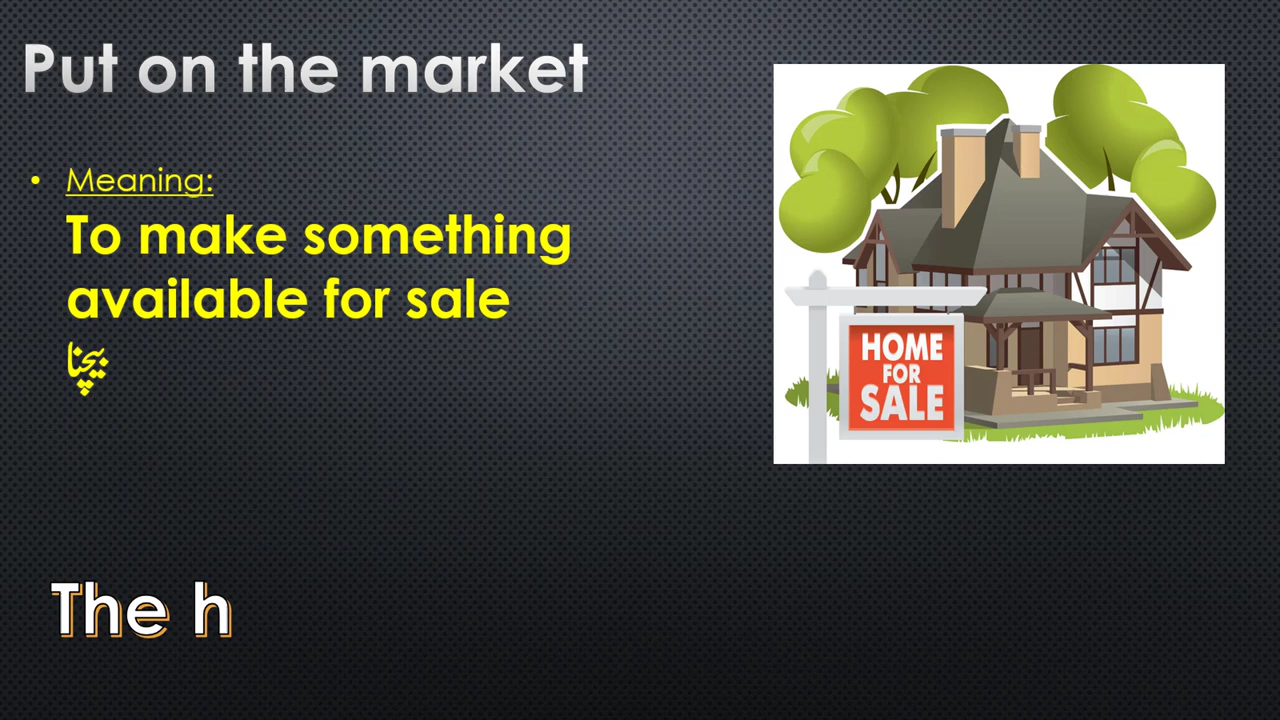 Put on the market
• Meaning:
To make something
available for sale
بیچنا
HOME
FOR
SALE
The h